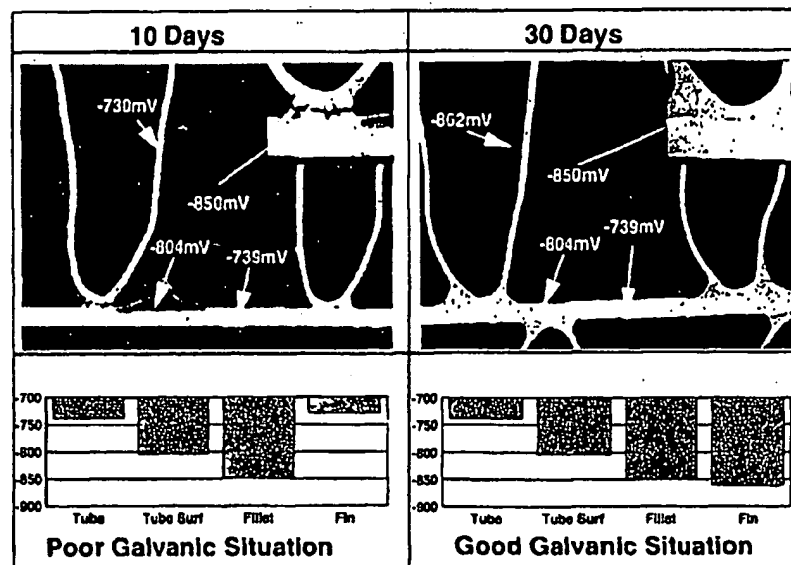 10 Days
30 Days
-730mV
-850mV
-804mV
-739mV
-862mV
-850mV
-804mV
-739mV
-700
-750
-800
-850
-900
Tube
Tube Surf
Fillet
Fin
-700
-750
-800
-850
-900
Tube
Tube Surf
Fillet
Fin
Poor Galvanic Situation
Good Galvanic Situation